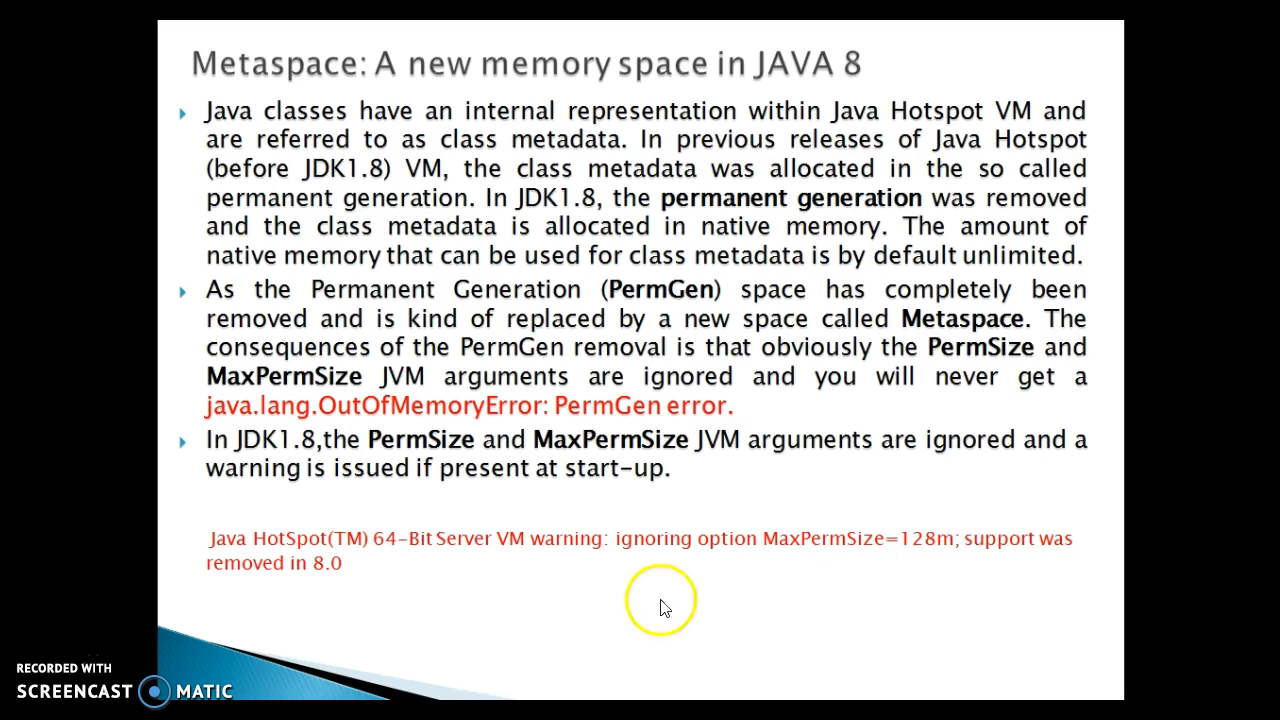 Metaspace: A new memory space in JAVA 8
Java classes have an internal representation within Java Hotspot VM and
are referred to as class metadata. In previous releases of Java Hotspot
(before JDK1.8) VM, the class metadata was allocated in the so called
permanent generation. In JDK1.8, the permanent generation was removed
and the class metadata is allocated in native memory. The amount of
native memory that can be used for class metadata is by default unlimited.
As the Permanent Generation (PermGen) space has completely been
removed and is kind of replaced by a new space called Metaspace. The
consequences of the PermGen removal is that obviously the PermSize and
MaxPermSize JVM arguments are ignored and you will never get a
java.lang.OutOfMemoryError: PermGen error.
In JDK1.8,the PermSize and MaxPermSize JVM arguments are ignored and a
warning is issued if present at start-up.
Java HotSpot(TM) 64-Bit Server VM warning: ignoring option MaxPermSize=128m; support was
removed in 8.0
RECORDED WITH
SCREENCAST MATIC